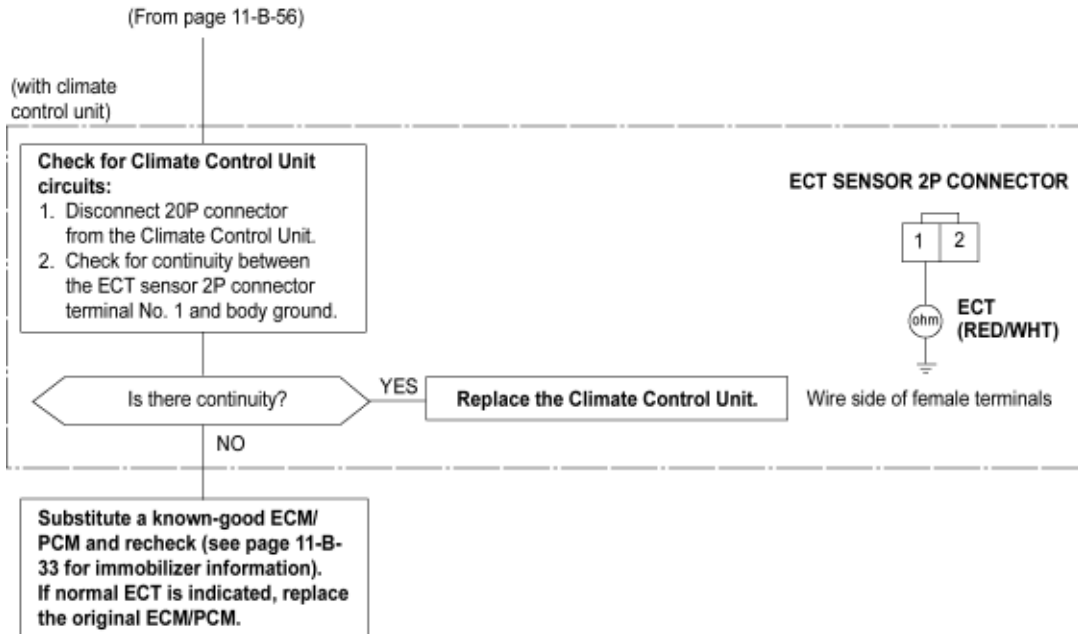 (From page 11-B-56)
(with climate
control unit)
Check for Climate Control Unit
circuits:
1. Disconnect 20P connector
from the Climate Control Unit.
2. Check for continuity between
the ECT sensor 2P connector
terminal No. 1 and body ground.
ECT SENSOR 2P CONNECTOR
1 2
ohm
ECT
(RED/WHT)
Is there continuity?
YES
Replace the Climate Control Unit.
Wire side of female terminals
NO
Substitute a known-good ECM/
PCM and recheck (see page 11-B-
33 for immobilizer information).
If normal ECT is indicated, replace
the original ECM/PCM.